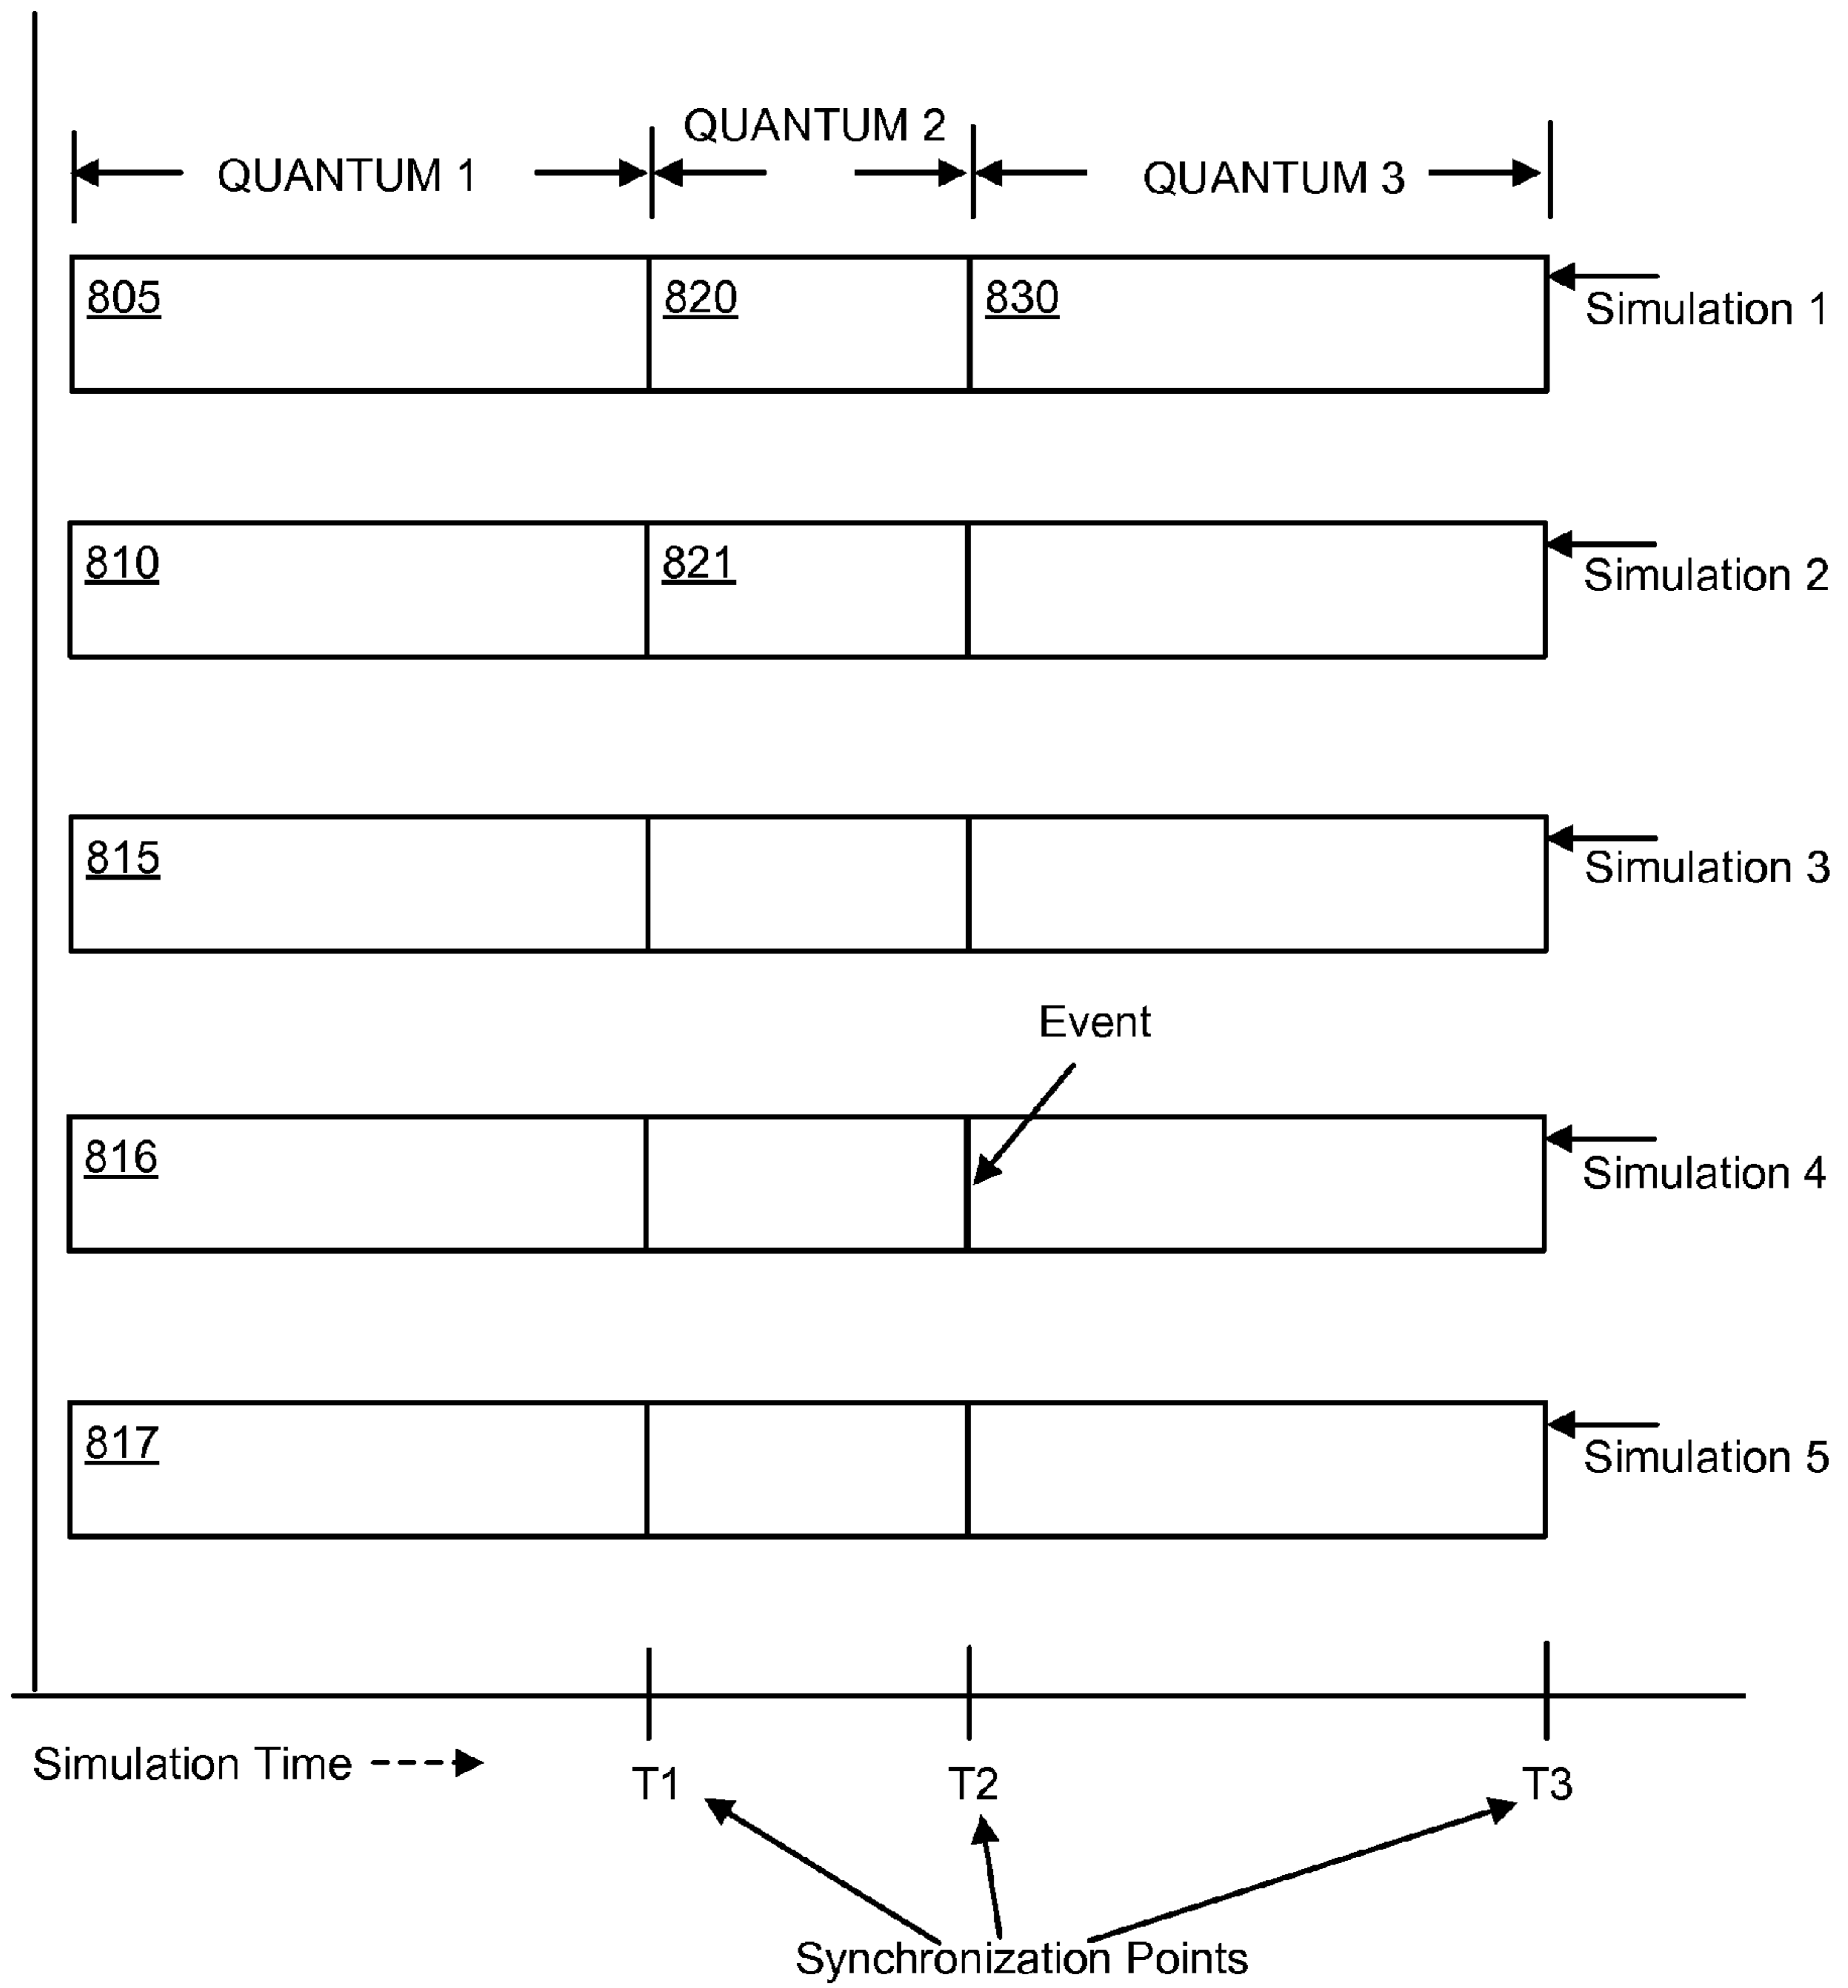 QUANTUM 2
QUANTUM 1
QUANTUM 3
805
820
830
Simulation 1
810
821
Simulation 2
815
Simulation 3
Event
816
Simulation 4
817
Simulation 5
Simulation Time
T1
T2
T3
Synchronization Points